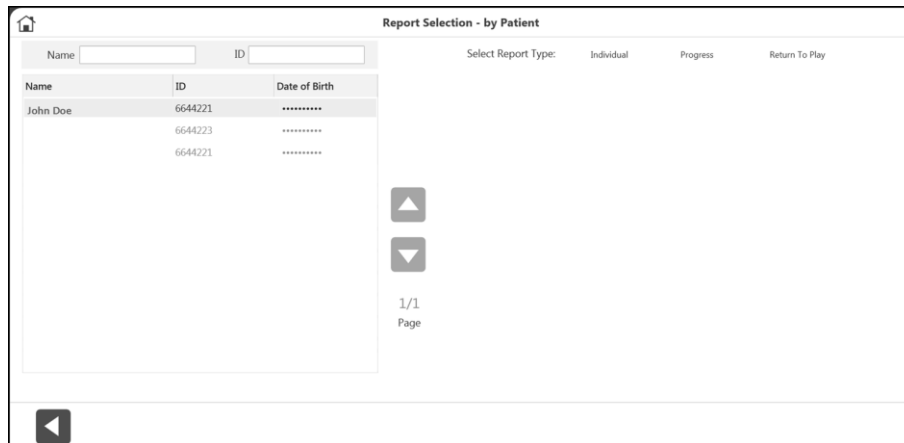 Report Selection - by Patient
Name ID Select Report Type: Individual Progress Return To Play
Name ID Date of Birth
John Doe 6644221 ••••••••••
6644223 ••••••••••
6644221 ••••••••••
1/1
Page